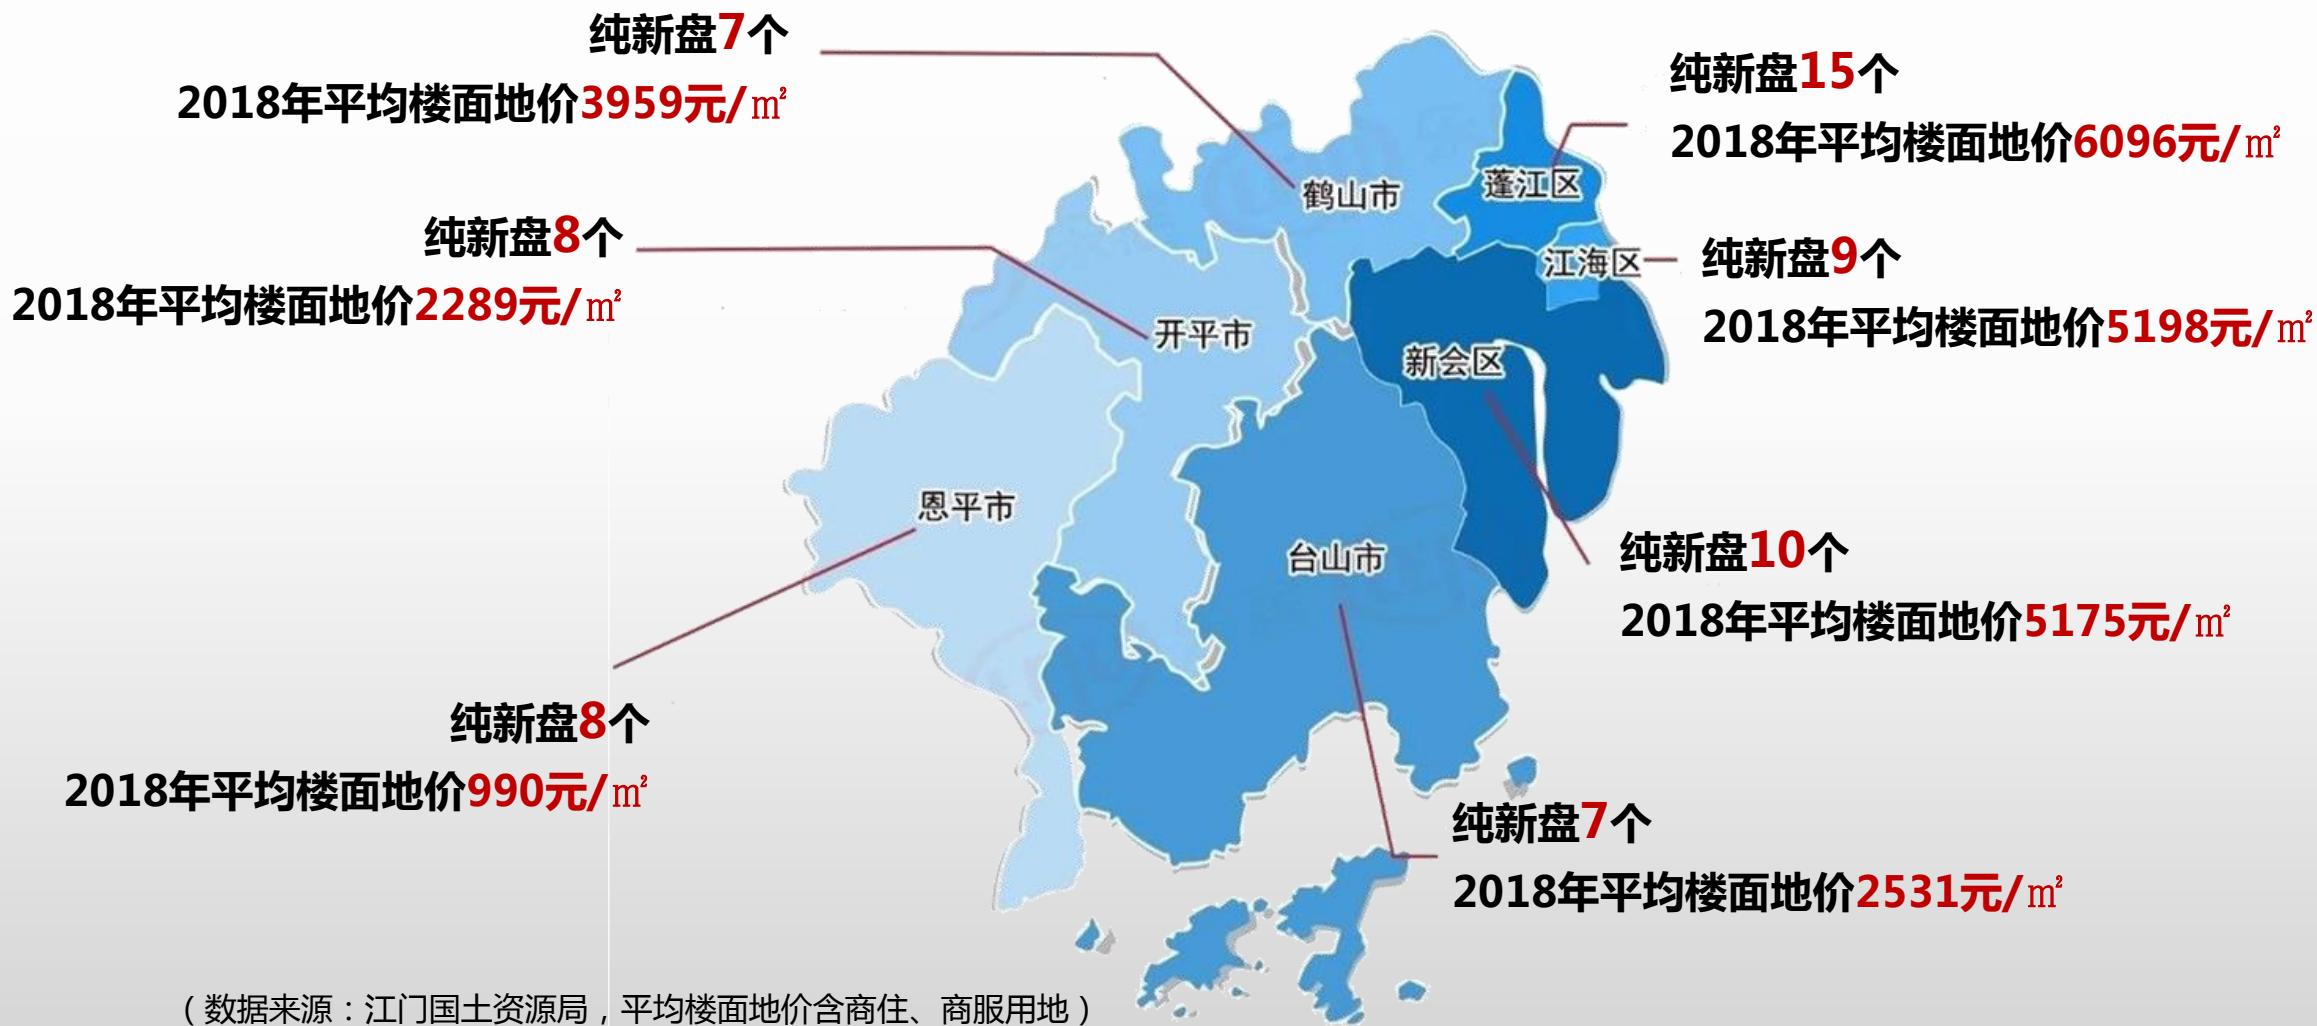 纯新盘7个
2018年平均楼面地价3959元/㎡
纯新盘15个
2018年平均楼面地价6096元/㎡
鹤山市
蓬江区
纯新盘8个
2018年平均楼面地价2289元/㎡
江海区
纯新盘9个
2018年平均楼面地价5198元/㎡
开平市
新会区
恩平市
台山市
纯新盘10个
2018年平均楼面地价5175元/㎡
纯新盘8个
2018年平均楼面地价990元/㎡
纯新盘7个
2018年平均楼面地价2531元/㎡
（数据来源：江门国土资源局，平均楼面地价含商住、商服用地）